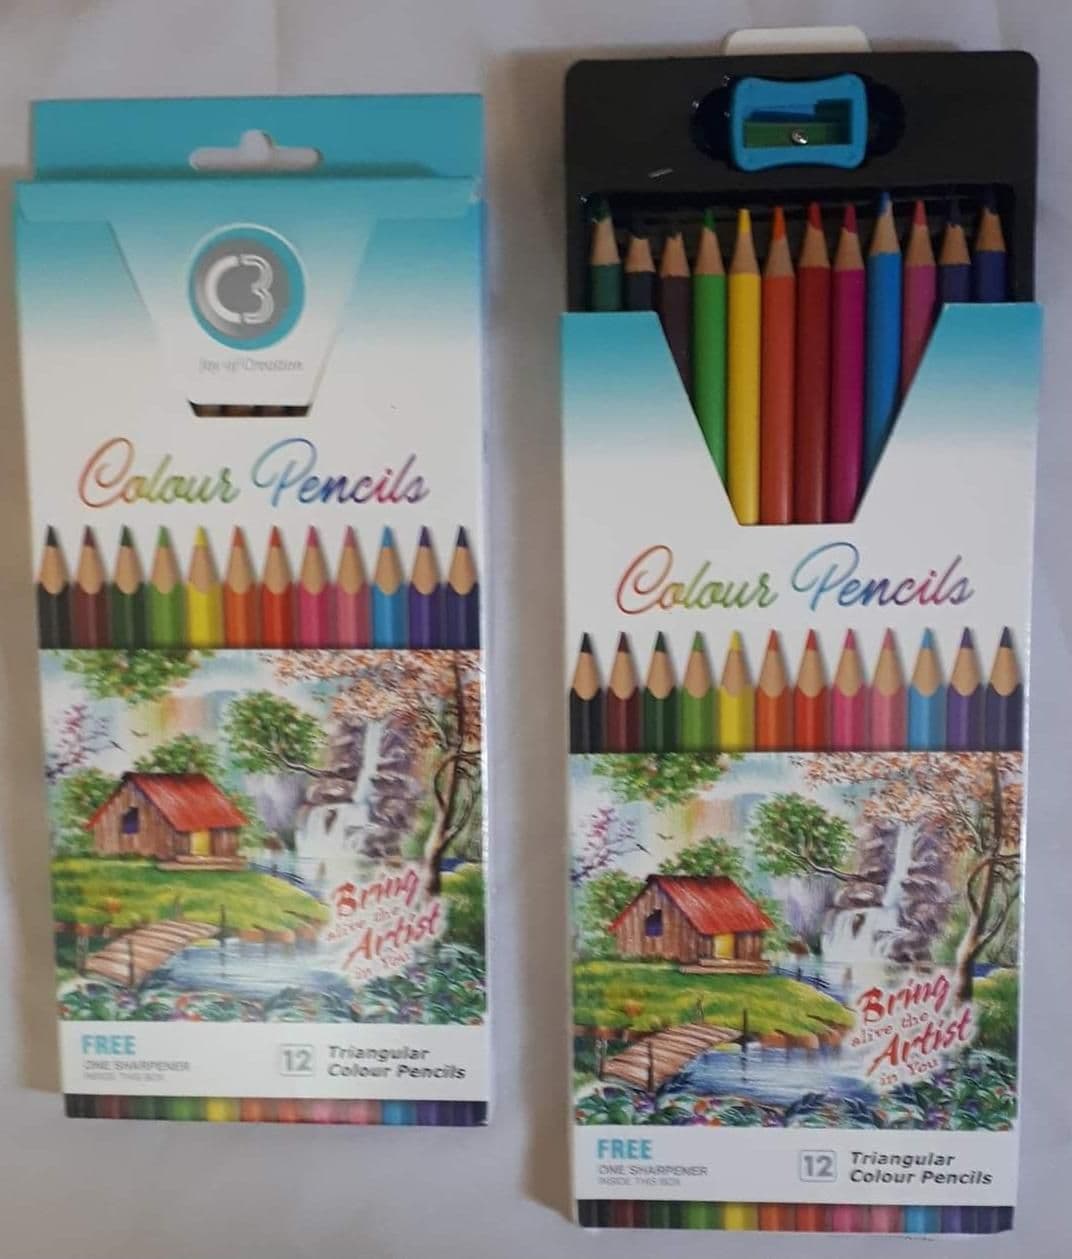 C3
Joy of Creation
Colour Pencils
Bring
alive the
Artist
in You
FREE
ONE SHARPENER
INSIDE THIS BOX
12
Triangular
Colour Pencils
Colour Pencils
Bring
alive the
Artist
in You
FREE
ONE SHARPENER
INSIDE THIS BOX
12
Triangular
Colour Pencils